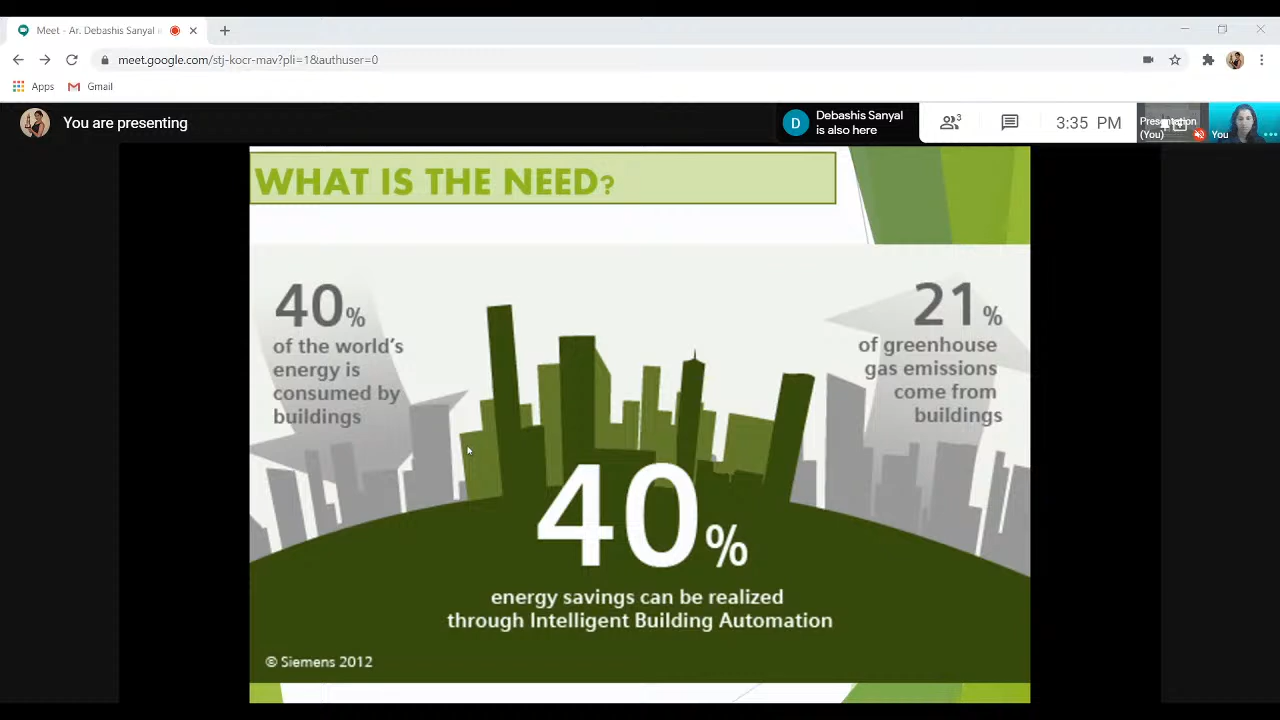 Meet - Ar. Debashis Sanyal i
meet.google.com/stj-kocr-mav?pli=1&authuser=0
Apps
Gmail
You are presenting
D
Debashis Sanyal
is also here
3
3:35 PM
Presentation
(You)
You
WHAT IS THE NEED?
40%
of the world's
energy is
consumed by
buildings
21%
of greenhouse
gas emissions
come from
buildings
40%
energy savings can be realized
through Intelligent Building Automation
© Siemens 2012